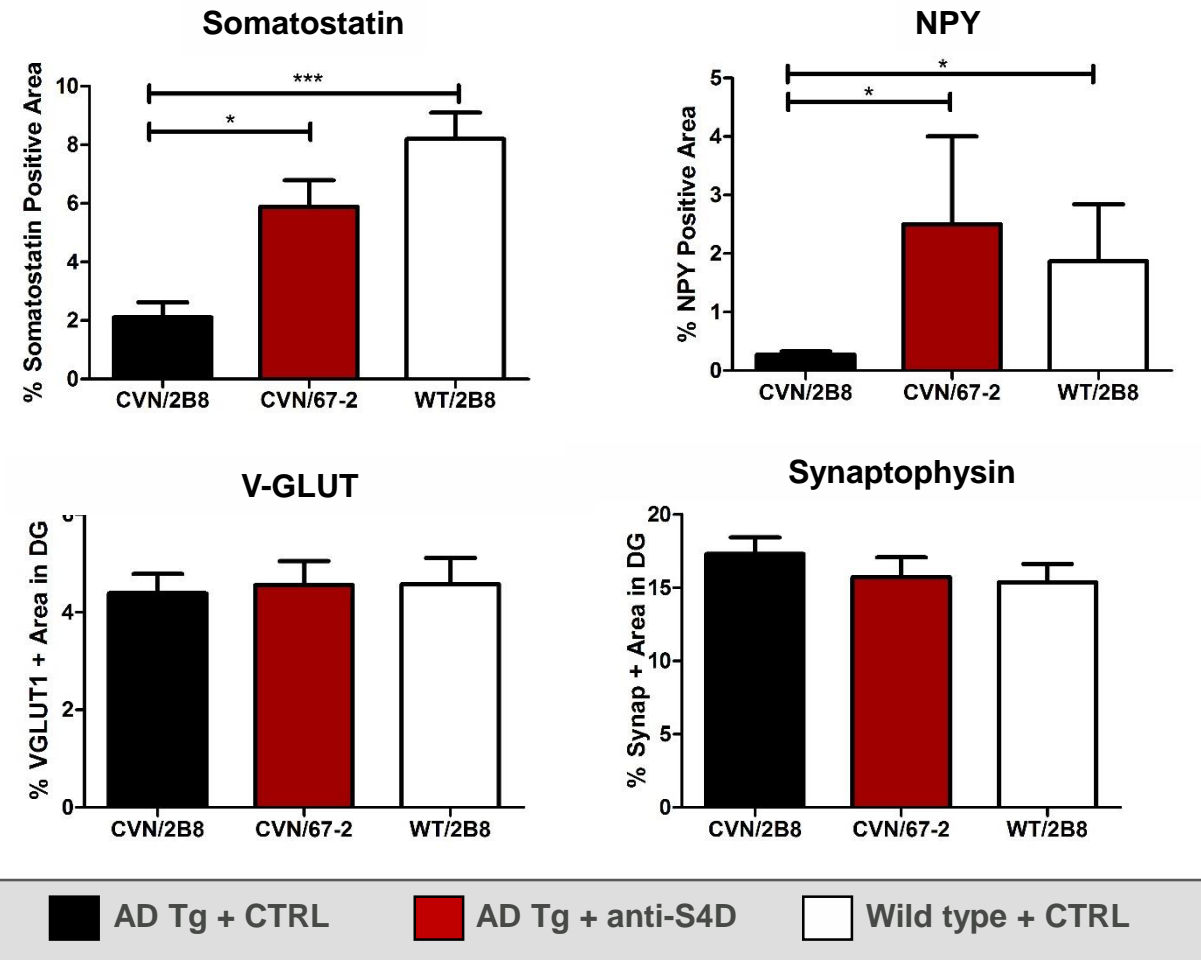 Somatostatin
% Somatostatin Positive Area
10
8
6
4
2
0
***
*
CVN/2B8 CVN/67-2 WT/2B8
NPY
% NPY Positive Area
5
4
3
2
1
0
*
*
CVN/2B8 CVN/67-2 WT/2B8
V-GLUT
% VGLUT1 + Area in DG
6
4
2
0
CVN/2B8 CVN/67-2 WT/2B8
Synaptophysin
% Synap + Area in DG
20
15
10
5
0
CVN/2B8 CVN/67-2 WT/2B8
AD Tg + CTRL AD Tg + anti-S4D Wild type + CTRL